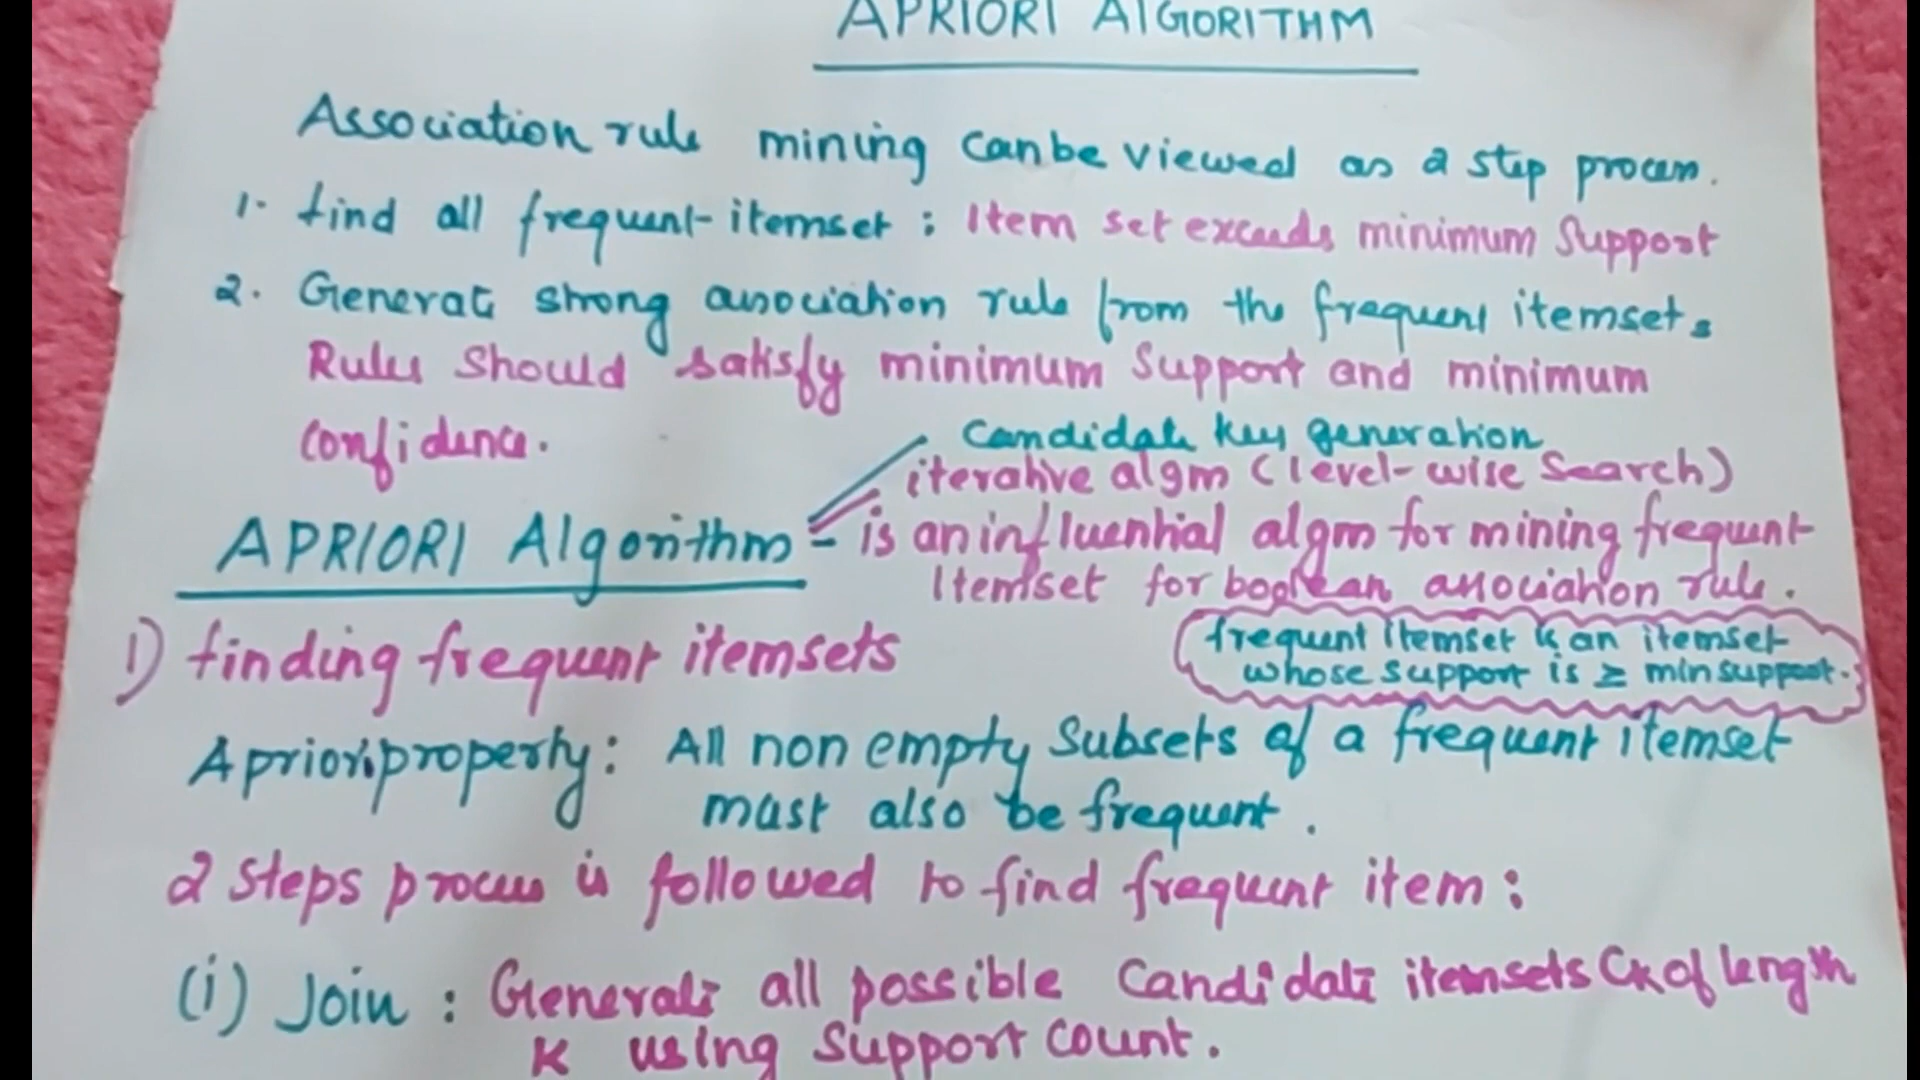 APRIORI AlGORITHM
Association rule mining can be viewed as 2 step process.
1. find all frequent itemset : Item set exceeds minimum Support
2. Generate strong association rule from the frequent itemsets
Rules Should satisfy minimum Support and minimum
Confidence.
Candidate key generation
iterative algm (level-wise Search)
APRIORI Algorithm - is an influential algm for mining frequent
Itemset for boolean association rule.
1) finding frequent itemsets
frequent itemset is an itemset
whose support is ≥ min support.
Apriori property : All non empty Subsets of a frequent itemset
must also be frequent.
2 Steps process is followed to find frequent item :
(i) Join : Generate all possible Candidate itemsets CK of length
K using Support Count.